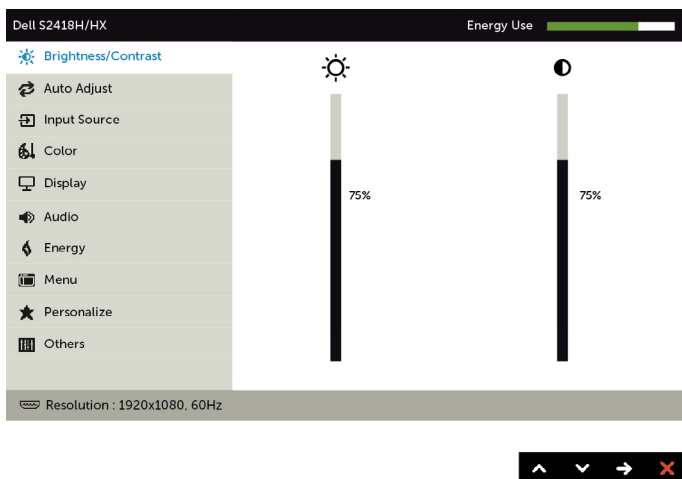 Dell S2418H/HX
Energy Use
Brightness/Contrast
Auto Adjust
Input Source
Color
Display
Audio
Energy
Menu
Personalize
Others
75%
75%
Resolution : 1920x1080, 60Hz